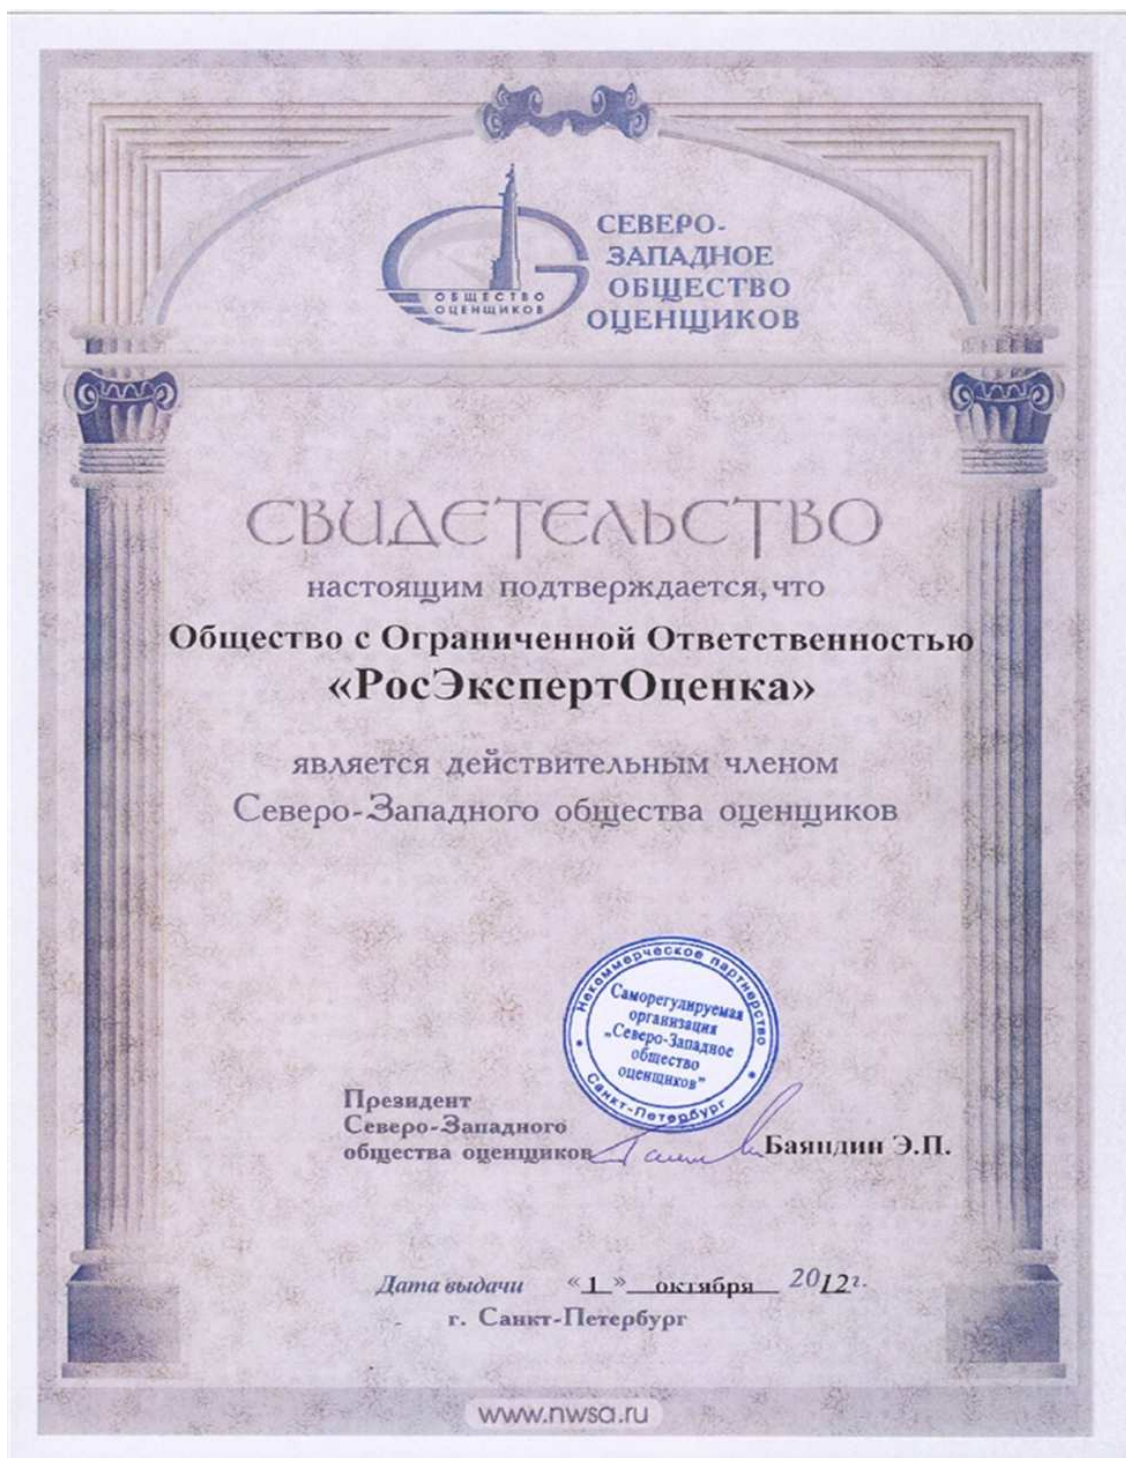 СЕВЕРО-
ЗАПАДНОЕ
ОБЩЕСТВО
ОЦЕНЩИКОВ
ОБЩЕСТВО
ОЦЕНЩИКОВ
СВИДЕТЕЛЬСТВО
настоящим подтверждается, что
Общество с Ограниченной Ответственностью
«РосЭкспертОценка»
является действительным членом
Северо-Западного общества оценщиков
Некоммерческое партнерство
Саморегулируемая
организация
„Северо-Западное
общество
оценщиков"
* Санкт-Петербург *
Президент
Северо-Западного
общества оценщиков
Баяндин Э.П.
Дата выдачи « 1 » октября 2012г.
г. Санкт-Петербург
www.nwsa.ru